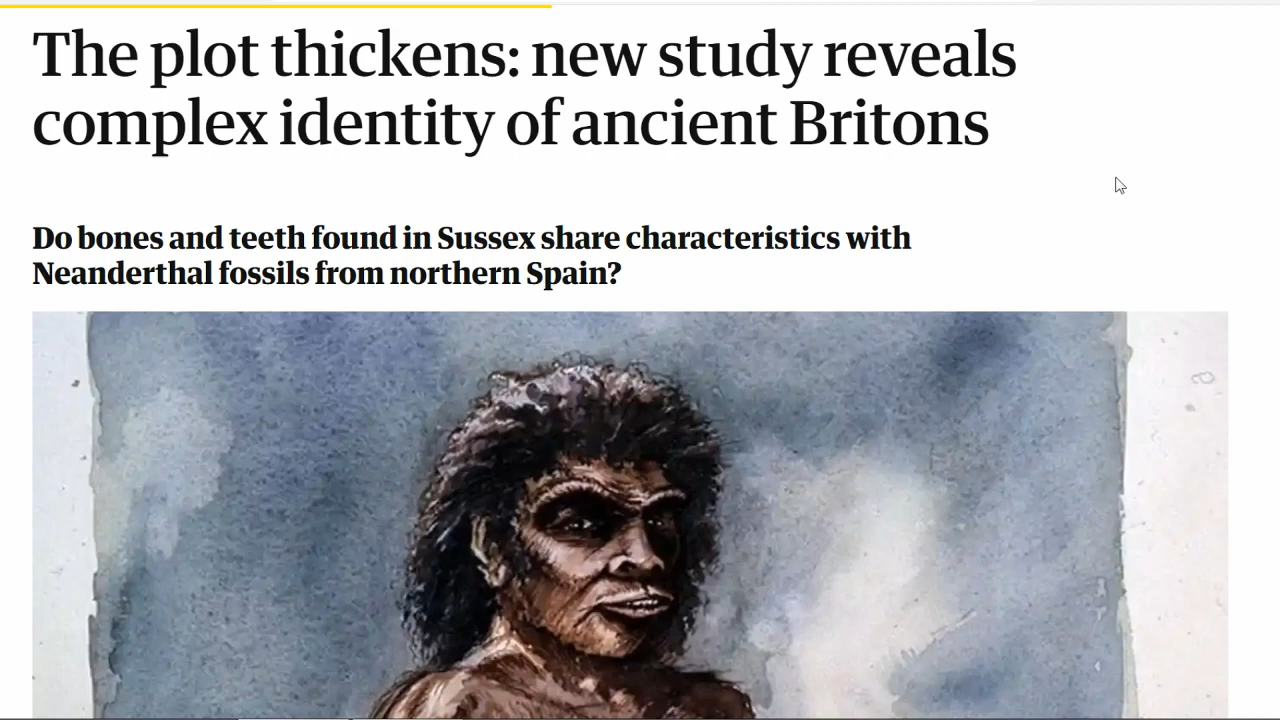 The plot thickens: new study reveals
complex identity of ancient Britons
Do bones and teeth found in Sussex share characteristics with
Neanderthal fossils from northern Spain?